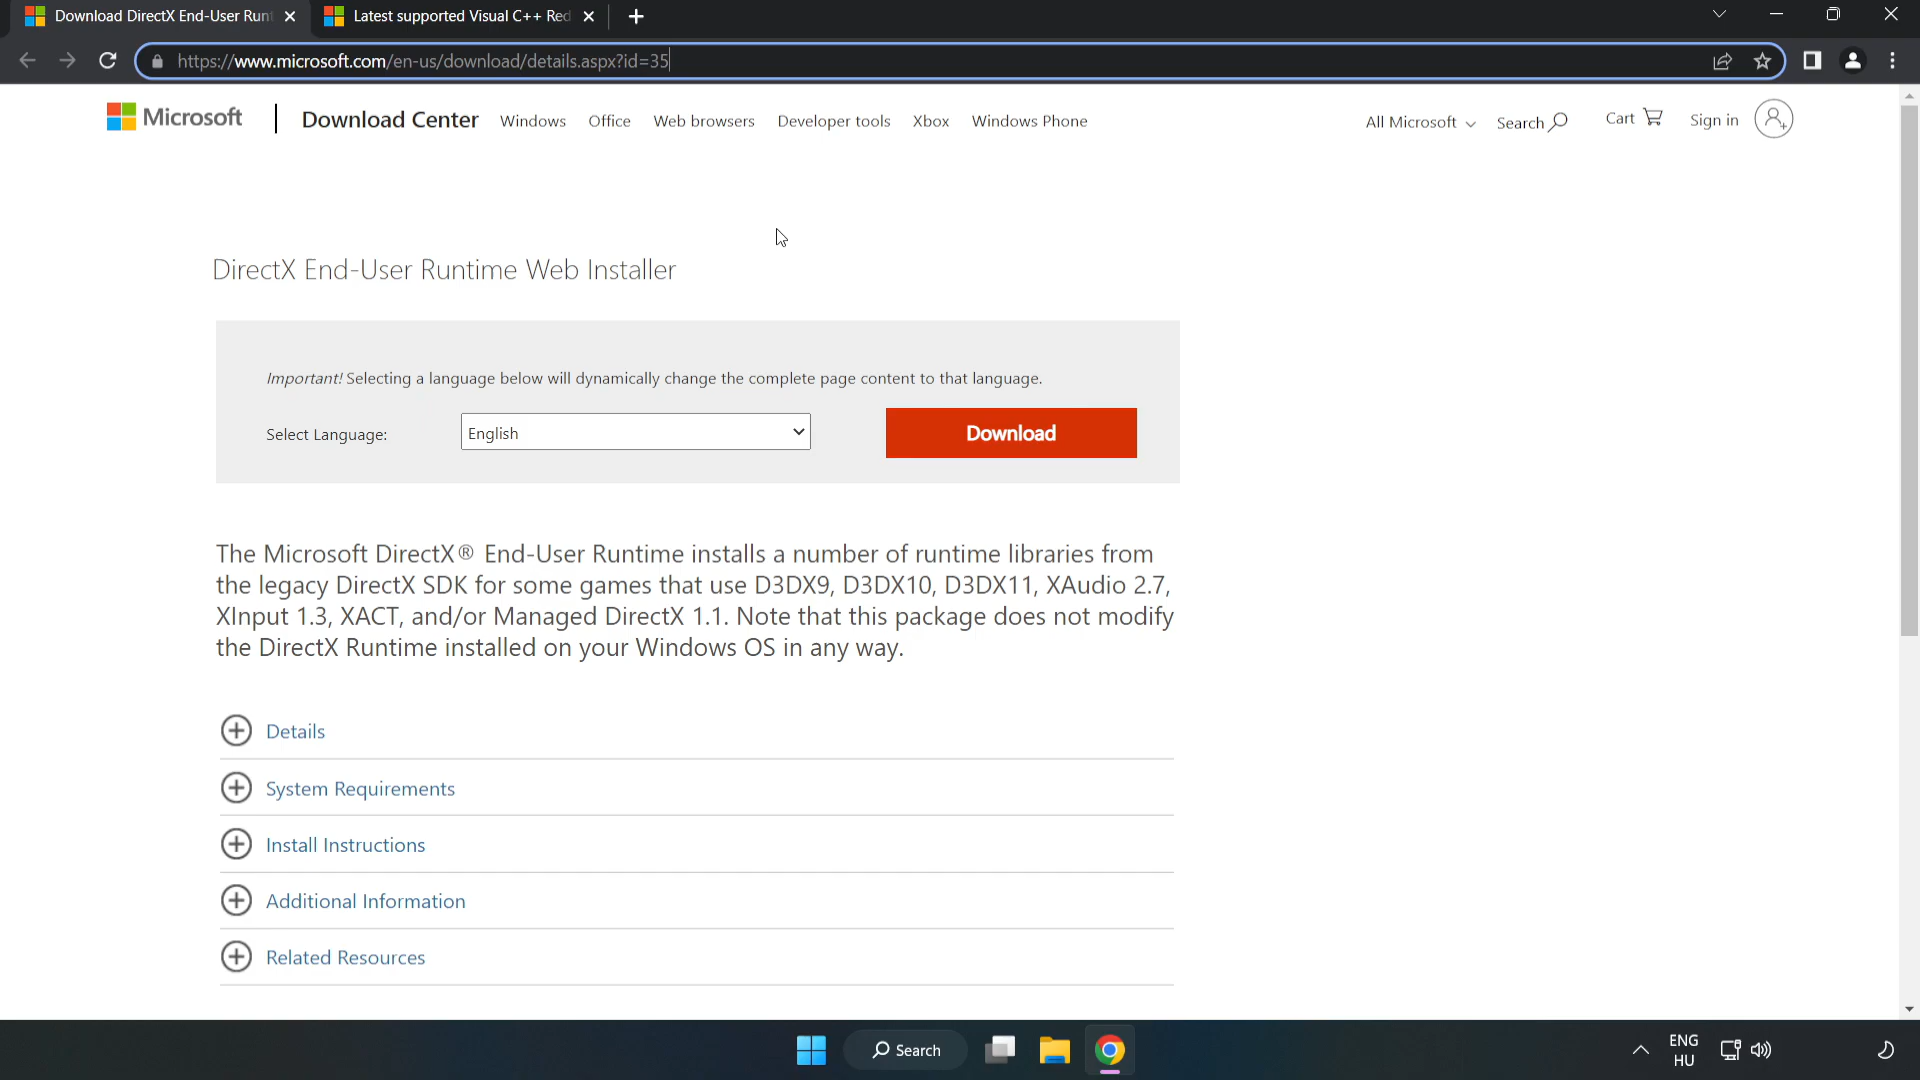 Download DirectX End-User Runt
Latest supported Visual C++ Red
https://www.microsoft.com/en-us/download/details.aspx?id=35
Microsoft
Download Center
Windows
Office
Web browsers
Developer tools
Xbox
Windows Phone
All Microsoft
Search
Cart
Sign in
DirectX End-User Runtime Web Installer
Important! Selecting a language below will dynamically change the complete page content to that language.
Select Language:
English
Download
The Microsoft DirectX® End-User Runtime installs a number of runtime libraries from
the legacy DirectX SDK for some games that use D3DX9, D3DX10, D3DX11, XAudio 2.7,
XInput 1.3, XACT, and/or Managed DirectX 1.1. Note that this package does not modify
the DirectX Runtime installed on your Windows OS in any way.
Details
System Requirements
Install Instructions
Additional Information
Related Resources
Search
ENG
HU